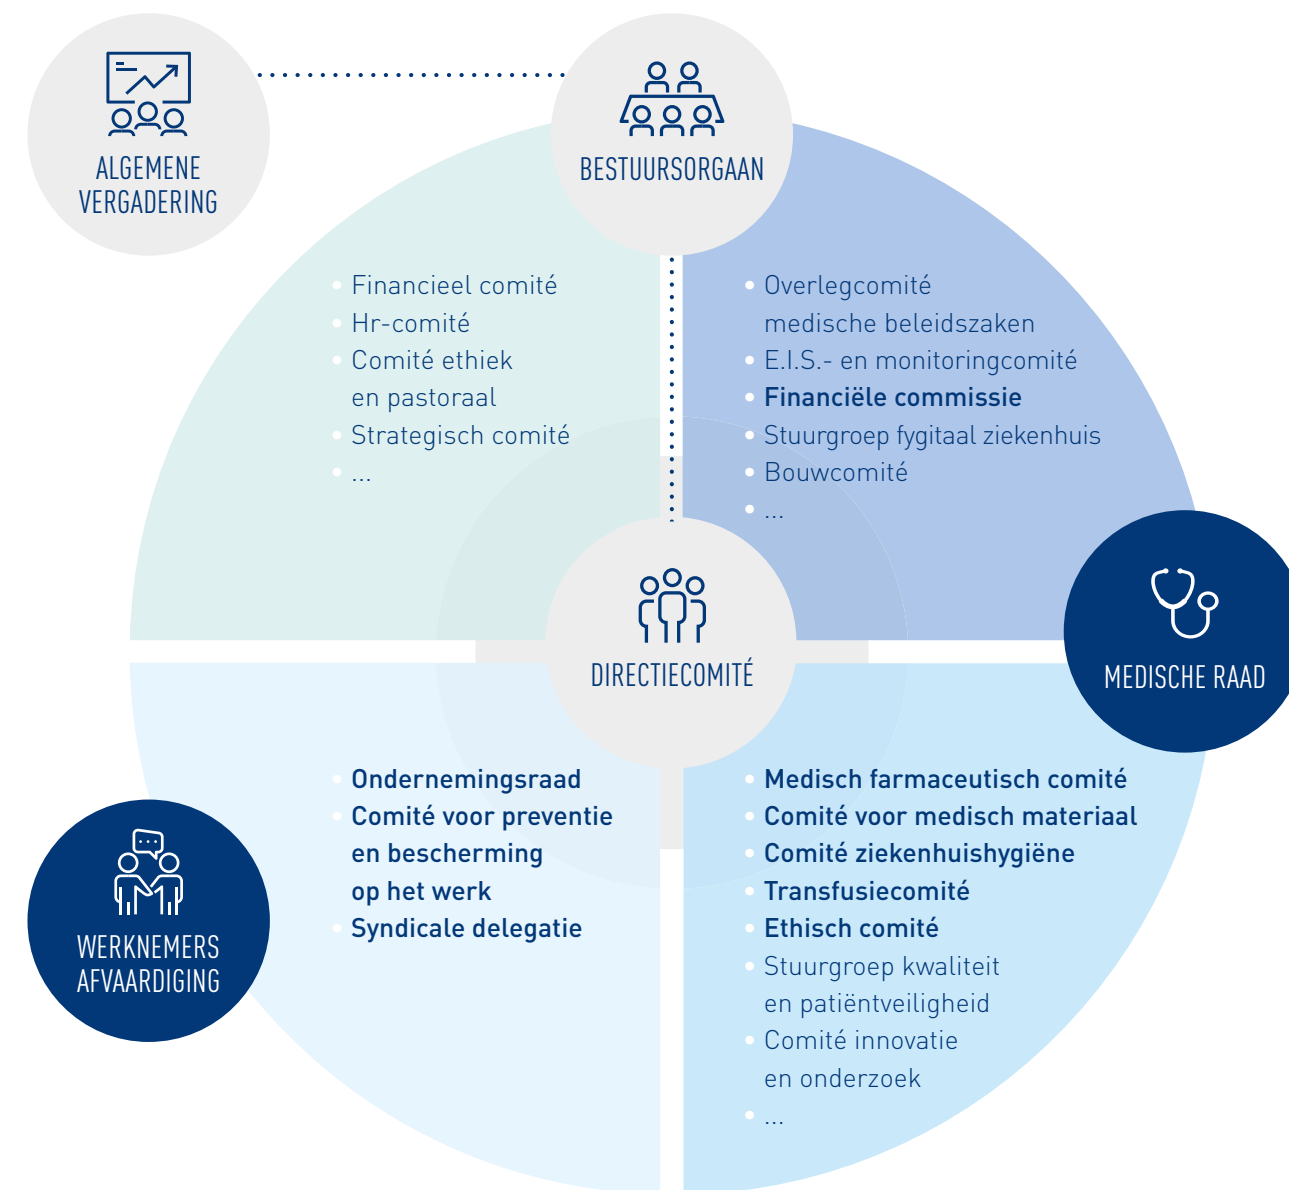 ALGEMENE
VERGADERING
BESTUURSORGAAN
• Financieel comité
• Hr-comité
• Comité ethiek
en pastoraal
• Strategisch comité
• ...
• Overlegcomité
medische beleidszaken
• E.I.S.- en monitoringcomité
• Financiële commissie
• Stuurgroep fygitaal ziekenhuis
• Bouwcomité
• ...
DIRECTIECOMITÉ
MEDISCHE RAAD
• Ondernemingsraad
• Comité voor preventie
en bescherming
op het werk
• Syndicale delegatie
WERKNEMERS
AFVAARDIGING
• Medisch farmaceutisch comité
• Comité voor medisch materiaal
• Comité ziekenhuishygiëne
• Transfusiecomité
• Ethisch comité
• Stuurgroep kwaliteit
en patiëntveiligheid
• Comité innovatie
en onderzoek
• ...